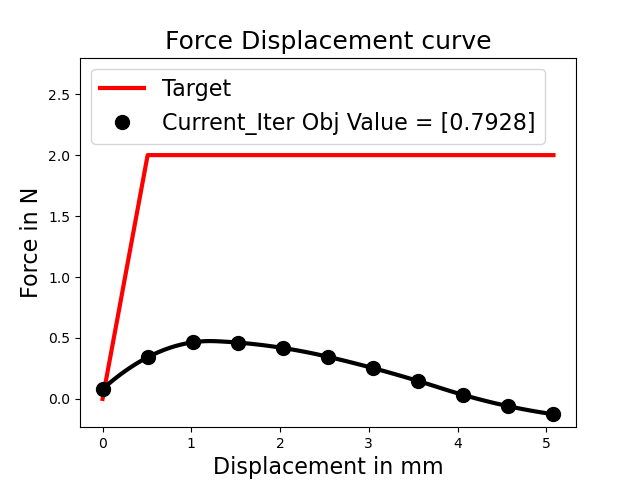 Force Displacement curve
Target
Current_Iter Obj Value = [0.7928]
2.5
2.0
1.5
1.0
0.5
0.0
Force in N
0 1 2 3 4 5
Displacement in mm